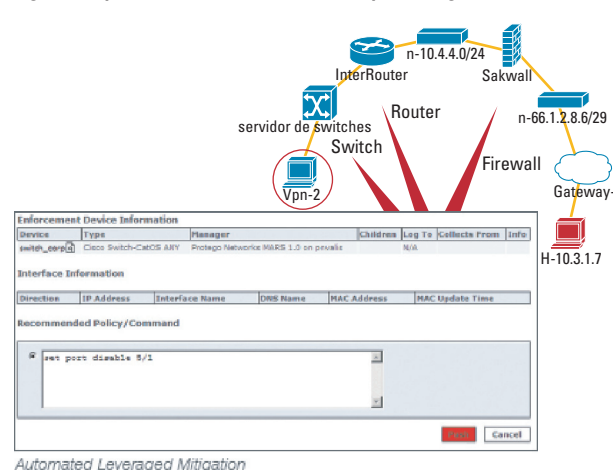 n-10.4.4.0/24
InterRouter
Sakwall
Router
n-66.1.2.8.6/29
servidor de switches
Switch
Firewall
Vpn-2
Gateway-
H-10.3.1.7
Enforcement Device Information
Device Type Manager Children Log To Collects From Info
switch_corp Cisco Switch-CatOS ANY Protego Networks MARS 1.0 on pnmars N/A
Interface Information
Direction IP Address Interface Name DNS Name MAC Address MAC Update Time
Recommended Policy/Command
set port disable 5/1
Cancel
Automated Leveraged Mitigation